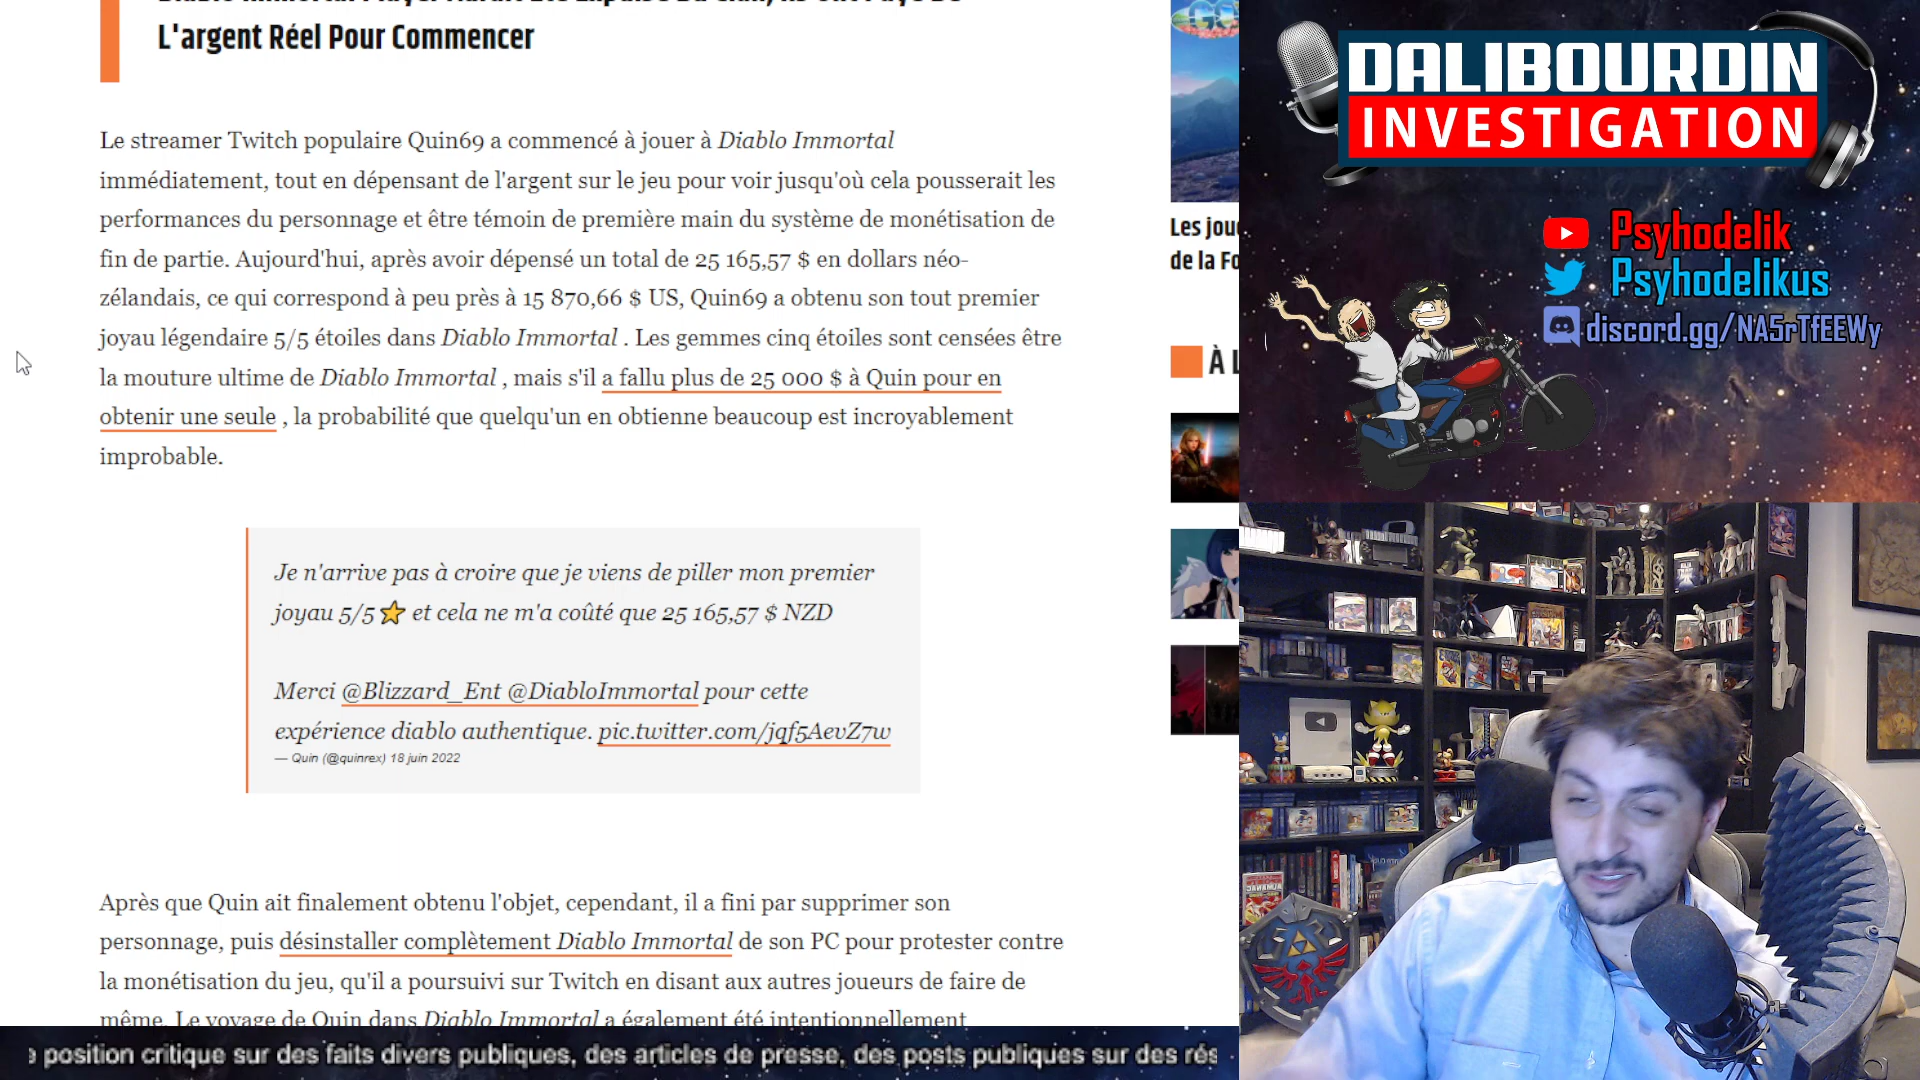 L'argent Réel Pour Commencer
Le streamer Twitch populaire Quin69 a commencé à jouer à Diablo Immortal
immédiatement, tout en dépensant de l'argent sur le jeu pour voir jusqu'où cela pousserait les
performances du personnage et être témoin de première main du système de monétisation de
fin de partie. Aujourd'hui, après avoir dépensé un total de 25 165,57 $ en dollars néo-
zélandais, ce qui correspond à peu près à 15 870,66 $ US, Quin69 a obtenu son tout premier
joyau légendaire 5/5 étoiles dans Diablo Immortal . Les gemmes cinq étoiles sont censées être
la mouture ultime de Diablo Immortal , mais s'il a fallu plus de 25 000 $ à Quin pour en
obtenir une seule , la probabilité que quelqu'un en obtienne beaucoup est incroyablement
improbable.
Je n'arrive pas à croire que je viens de piller mon premier
joyau 5/5 ⭐ et cela ne m'a coûté que 25 165,57 $ NZD
Merci @Blizzard_Ent @DiabloImmortal pour cette
expérience diablo authentique. pic.twitter.com/jqf5AevZ7w
— Quin (@quinrex) 18 juin 2022
Après que Quin ait finalement obtenu l'objet, cependant, il a fini par supprimer son
personnage, puis désinstaller complètement Diablo Immortal de son PC pour protester contre
la monétisation du jeu, qu'il a poursuivi sur Twitch en disant aux autres joueurs de faire de
même. Le voyage de Quin dans Diablo Immortal a également été intentionnellement
Les jou
de la Fo
À L
DALIBOURDIN
INVESTIGATION
Psyhodelik
Psyhodelikus
discord.gg/NA5rTfEEWy
position critique sur des faits divers publiques, des articles de presse, des posts publiques sur des rés